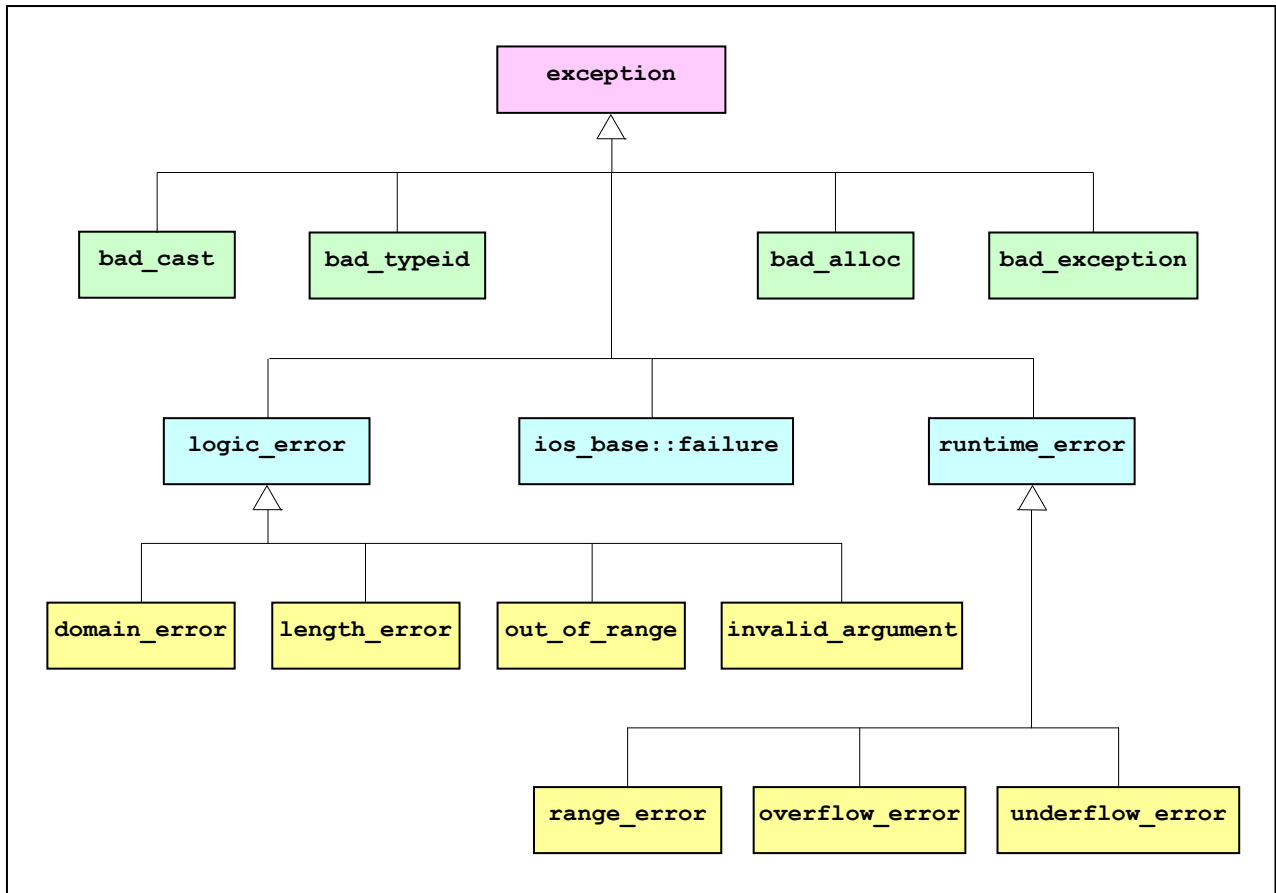 exception
bad_cast
bad_typeid
bad_alloc
bad_exception
logic_error
ios_base::failure
runtime_error
domain_error
length_error
out_of_range
invalid_argument
range_error
overflow_error
underflow_error